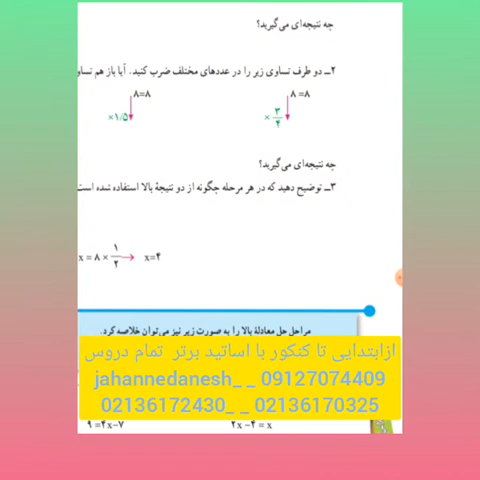 چه نتیجه‌ای می‌گیرید؟
۲ــ دو طرف تساوی زیر را در عددهای مختلف ضرب کنید. آیا باز هم
۸=۸
۸=۸
×۱/۵
× ۳/۴
چه نتیجه‌ای می‌گیرید؟
۳ــ توضیح دهید که در هر مرحله چگونه از دو نتیجهٔ بالا استفاده شده است
x = ۸ × ۱/۲ → x=۴
مراحل حل معادلهٔ بالا را به صورت زیر نیز می‌توان خلاصه کرد.
ازابتدایی تا کنکور با اساتید برتر تمام دروس
jahannedanesh_ _ 09127074409
02136172430_ _ 02136170325
۹ =۴x−۷
۲x −۴ = x